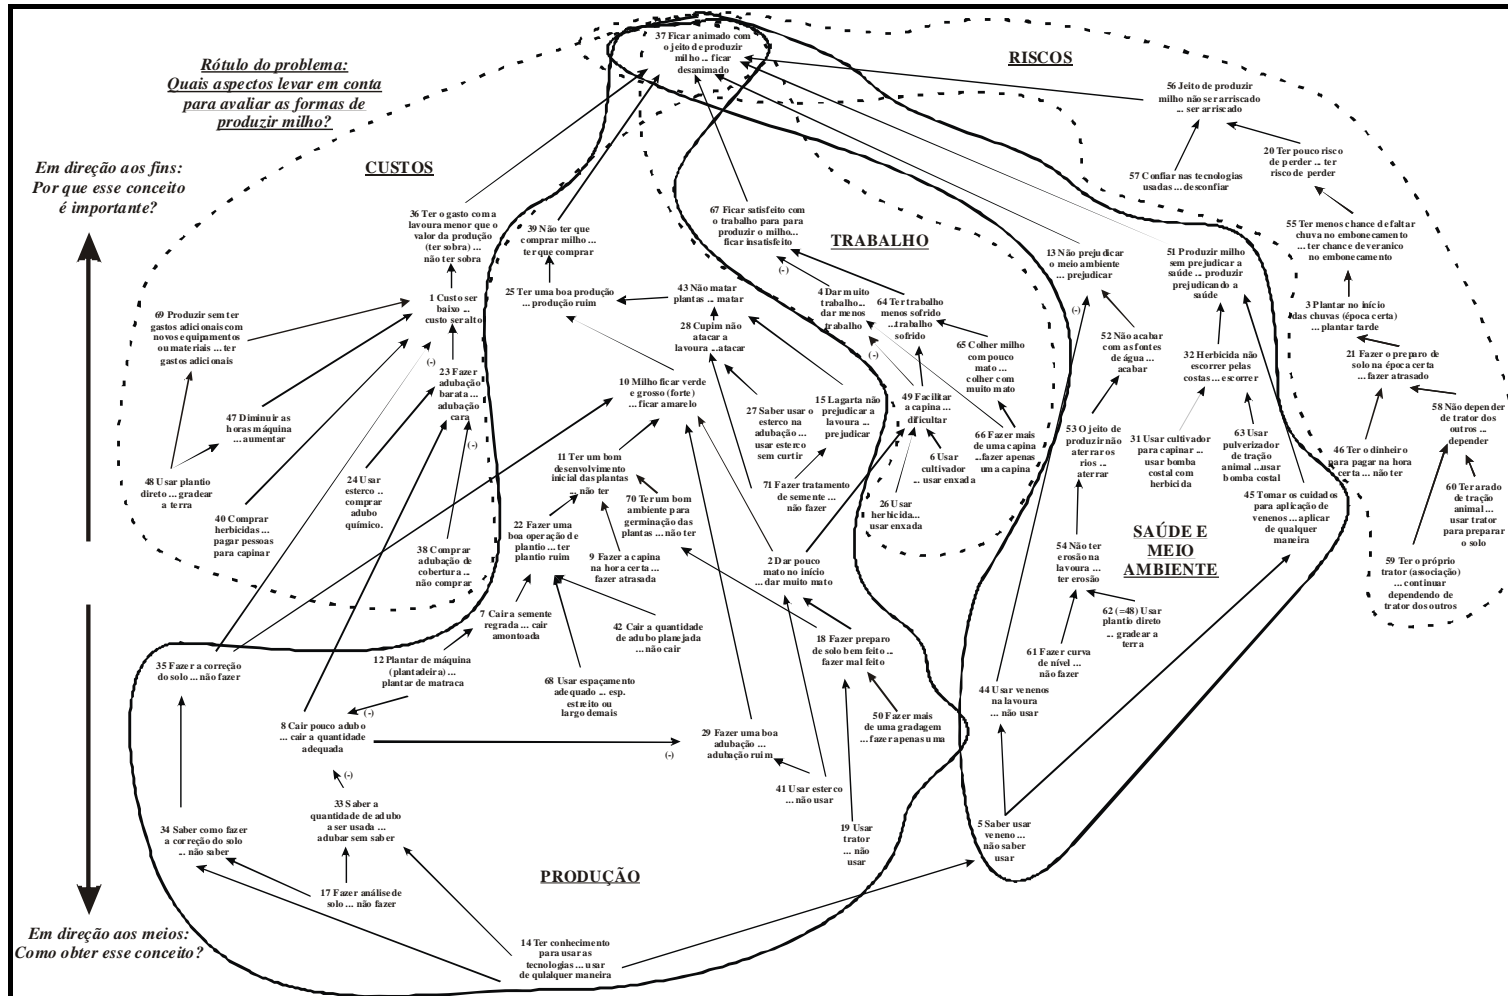 Rótulo do problema:
Quais aspectos levar em conta
para avaliar as formas de
produzir milho?
Em direção aos fins:
Por que esse conceito
é importante?
Em direção aos meios:
Como obter esse conceito?
37 Ficar animado com
o jeito de produzir
milho ... ficar
desanimado
RISCOS
56 Jeito de produzir
milho não ser arriscado
... ser arriscado
20 Ter pouco risco
de perder ... ter
risco de perder
57 Confiar nas tecnologias
usadas ... desconfiar
55 Ter menos chance de faltar
chuva no embonecamento
... ter chance de veranico
no embonecamento
3 Plantar no início
das chuvas (época certa)
... plantar tarde
21 Fazer o preparo de
solo na época certa
... fazer atrasado
58 Não depender
de trator dos
outros ...
depender
46 Ter o dinheiro
para pagar na hora
certa ... não ter
60 Ter arado
de tração
animal ...
usar trator
para preparar
o solo
59 Ter o próprio
trator (associação)
... continuar
dependendo de
trator dos outros
CUSTOS
36 Ter o gasto com a
lavoura menor que o
valor da produção
(ter sobra) ...
não ter sobra
1 Custo ser
baixo ...
custo ser alto
69 Produzir sem ter
gastos adicionais com
novos equipamentos
ou materiais ... ter
gastos adicionais
(-)
23 Fazer
adubação
barata ...
adubação
cara
(-)
47 Diminuir as
horas máquina
... aumentar
48 Usar plantio
direto ... gradear
a terra
24 Usar
esterco ..
comprar
adubo
químico.
40 Comprar
herbicidas ...
pagar pessoas
para capinar
38 Comprar
adubação de
cobertura ...
não comprar
39 Não ter que
comprar milho ...
ter que comprar
25 Ter uma boa produção
... produção ruim
43 Não matar
plantas ... matar
28 Cupim não
atacar a
lavoura ...atacar
10 Milho ficar verde
e grosso (forte)
... ficar amarelo
27 Saber usar o
esterco na
adubação ...
usar esterco
sem curtir
15 Lagarta não
prejudicar a
lavoura ...
prejudicar
11 Ter um bom
desenvolvimento
inicial das plantas
... não ter
71 Fazer tratamento
de semente ...
não fazer
70 Ter um bom
ambiente para
germinação das
plantas ... não ter
22 Fazer uma
boa operação de
plantio ... ter
plantio ruim
9 Fazer a capina
na hora certa ...
fazer atrasada
2 Dar pouco
mato no início
... dar muito mato
7 Cair a semente
regrada ... cair
amontoada
42 Cair a quantidade
de adubo planejada
... não cair
18 Fazer preparo
de solo bem feito ...
fazer mal feito
35 Fazer a correção
do solo ... não fazer
12 Plantar de máquina
(plantadeira) ...
plantar de matraca
68 Usar espaçamento
adequado ... esp.
estreito ou
largo demais
(-)
8 Cair pouco adubo
... cair a quantidade
adequada
29 Fazer uma boa
adubação ...
adubação ruim
(-)
50 Fazer mais
de uma gradagem
... fazer apenas uma
(-)
41 Usar esterco
... não usar
33 Saber a
quantidade de adubo
a ser usada ...
adubar sem saber
34 Saber como fazer
a correção do solo
... não saber
19 Usar
trator
... não
usar
17 Fazer análise de
solo ... não fazer
PRODUÇÃO
14 Ter conhecimento
para usar as
tecnologias ... usar
de qulalquer maneira
67 Ficar satisfeito com
o trabalho para para
produzir o milho...
ficar insatisfeito
TRABALHO
(-)
4 Dar muito
trabalho...
dar menos
trabalho
64 Ter trabalho
menos sofrido
...trabalho
sofrido
(-)
65 Colher milho
com pouco
mato ...
colher com
muito mato
49 Facilitar
a capina ...
dificultar
66 Fazer mais
de uma capina
...fazer apenas
uma capina
6 Usar
cultivador
... usar enxada
26 Usar
herbicida...
usar enxada
13 Não prejudicar
o meio ambiente
... prejudicar
51 Produzir milho
sem prejudicar a
saúde ... produzir
prejudicando a
saúde
(-)
52 Não acabar
com as fontes
de água ...
acabar
32 Herbicida não
escorrer pelas
costas ... escorrer
53 O jeito de
produzir não
aterrar os
rios ...
aterrar
31 Usar cultivador
para capinar ...
usar bomba
costal com
herbicida
63 Usar
pulverizador
de tração
animal ...usar
bomba costal
45 Tomar os cuidados
para aplicação de
venenos ... aplicar
de qualquer
maneira
SAÚDE E
MEIO
AMBIENTE
54 Não ter
erosão na
lavoura ...
... ter erosão
62 (=48) Usar
plantio direto
... gradear a
terra
61 Fazer curva
de nível ...
não fazer
44 Usar venenos
na lavoura
... não usar
5 Saber usar
veneno ...
não saber
usar